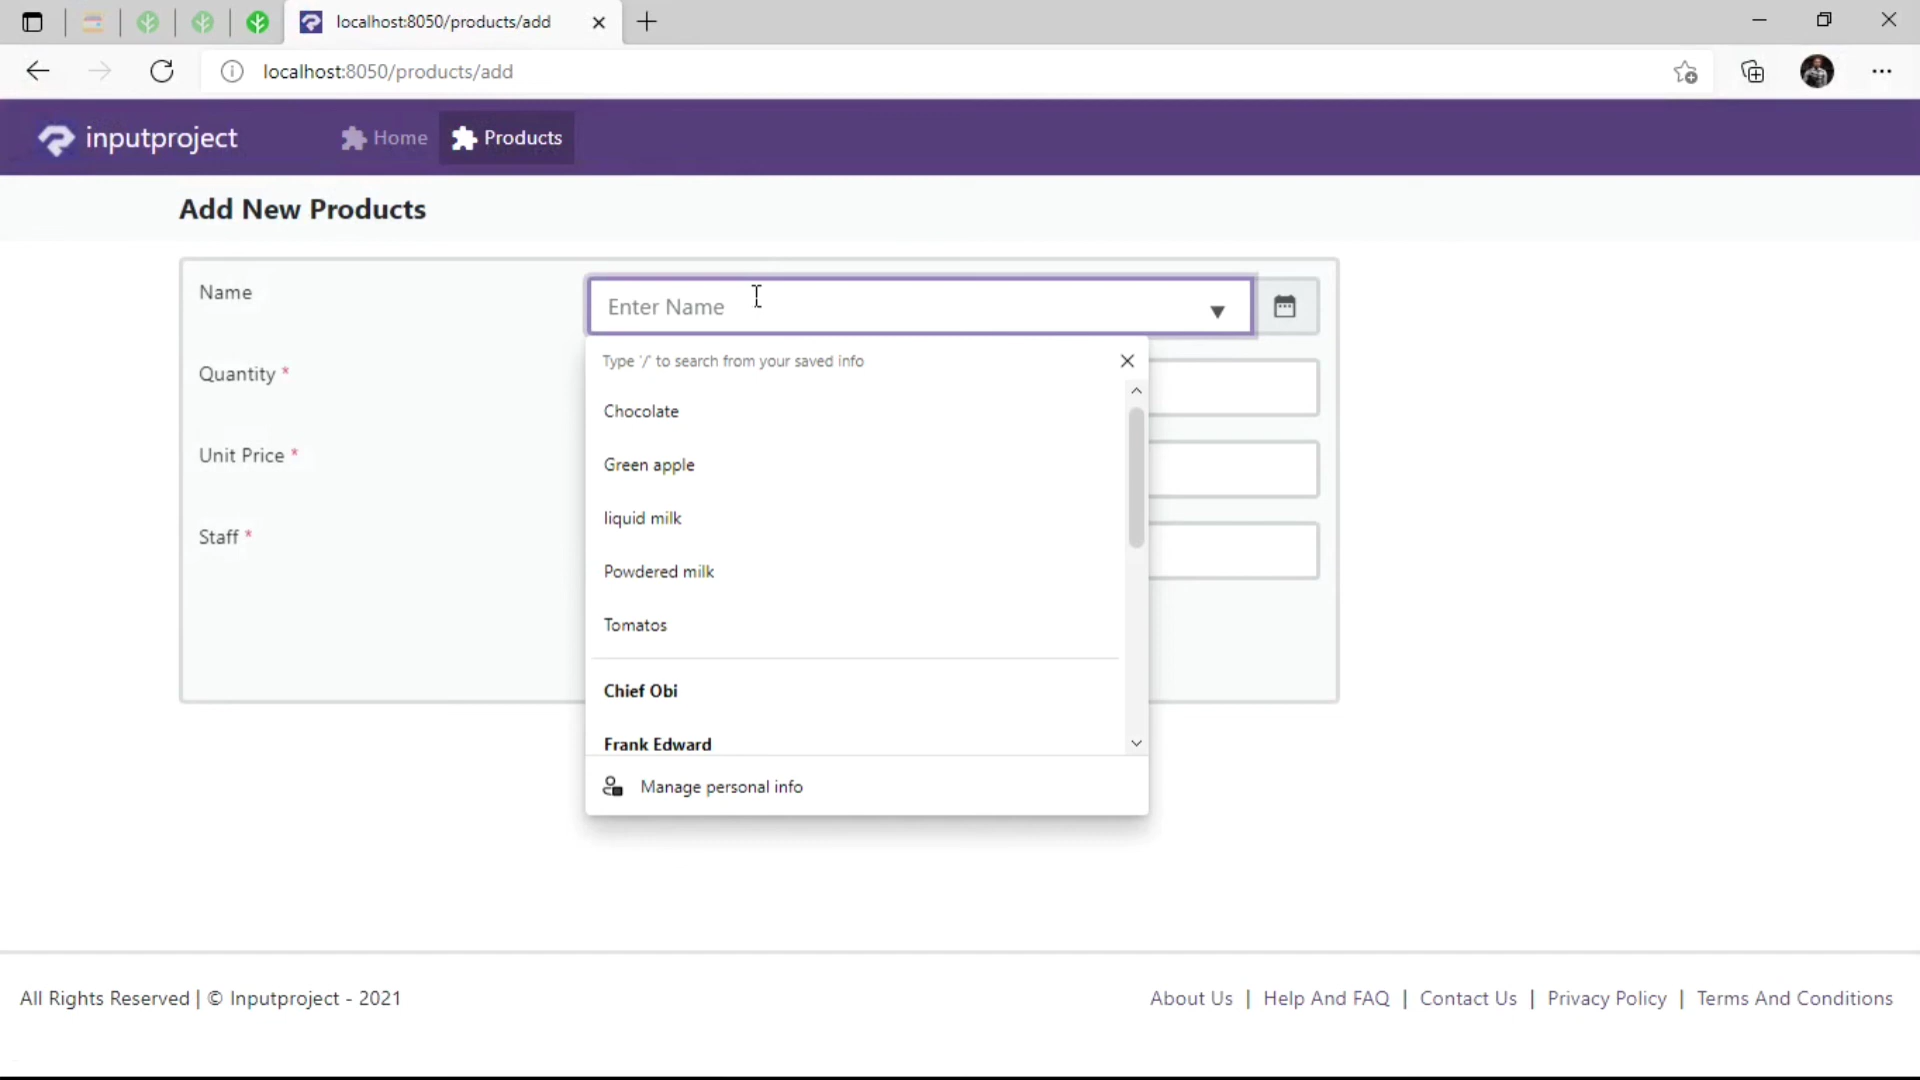 localhost:8050/products/add
localhost:8050/products/add
inputproject Home Products
Add New Products
Name
Enter Name
Type '/' to search from your saved info
Quantity *
Chocolate
Unit Price *
Green apple
liquid milk
Staff *
Powdered milk
Tomatos
Chief Obi
Frank Edward
Manage personal info
All Rights Reserved | © Inputproject - 2021
About Us | Help And FAQ | Contact Us | Privacy Policy | Terms And Conditions